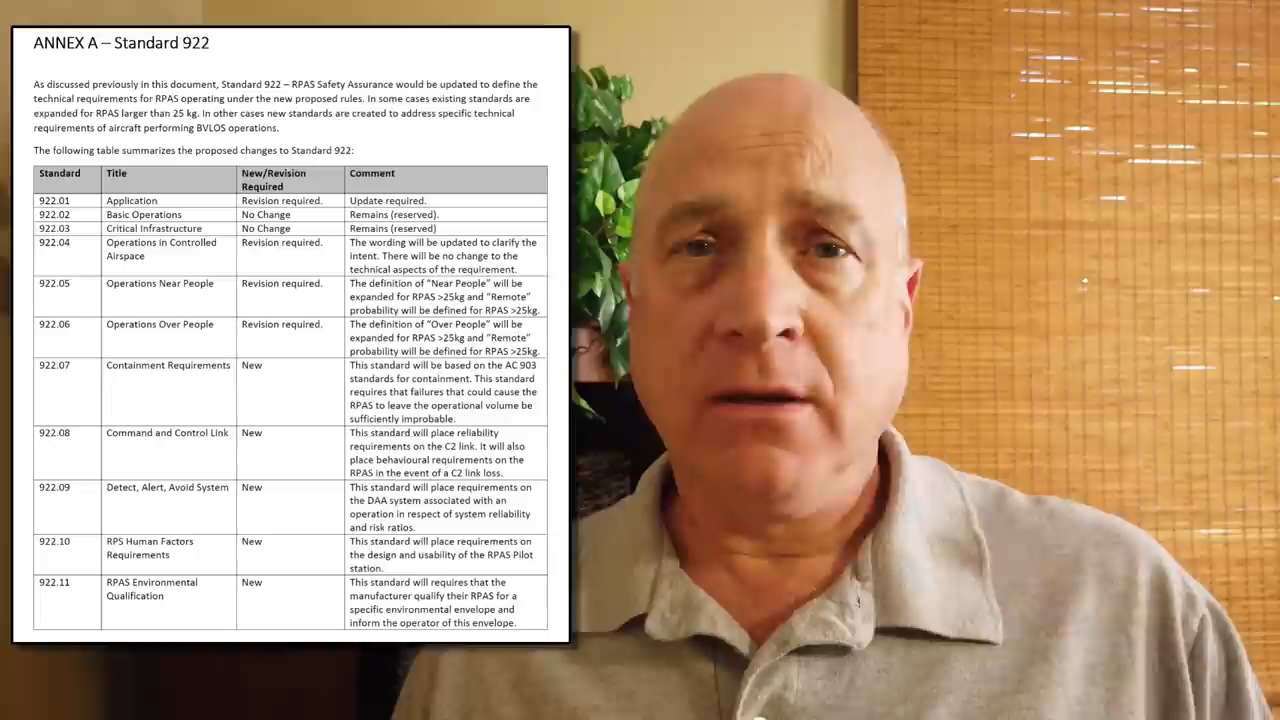 ANNEX A – Standard 922
As discussed previously in this document, Standard 922 – RPAS Safety Assurance would be updated to define the
technical requirements for RPAS operating under the new proposed rules. In some cases existing standards are
expanded for RPAS larger than 25 kg. In other cases new standards are created to address specific technical
requirements of aircraft performing BVLOS operations.
The following table summarizes the proposed changes to Standard 922:
Standard Title New/Revision Comment
Required
922.01 Application Revision required. Update required.
922.02 Basic Operations No Change Remains (reserved).
922.03 Critical Infrastructure No Change Remains (reserved)
922.04 Operations in Controlled Revision required. The wording will be updated to clarify the
Airspace intent. There will be no change to the
technical aspects of the requirement.
922.05 Operations Near People Revision required. The definition of “Near People” will be
expanded for RPAS >25kg and “Remote”
probability will be defined for RPAS >25kg.
922.06 Operations Over People Revision required. The definition of “Over People” will be
expanded for RPAS >25kg and “Remote”
probability will be defined for RPAS >25kg.
922.07 Containment Requirements New This standard will be based on the AC 903
standards for containment. This standard
requires that failures that could cause the
RPAS to leave the operational volume be
sufficiently improbable.
922.08 Command and Control Link New This standard will place reliability
requirements on the C2 link. It will also
place behavioural requirements on the
RPAS in the event of a C2 link loss.
922.09 Detect, Alert, Avoid System New This standard will place requirements on
the DAA system associated with an
operation in respect of system reliability
and risk ratios.
922.10 RPS Human Factors New This standard will place requirements on
Requirements the design and usability of the RPAS Pilot
station.
922.11 RPAS Environmental New This standard will requires that the
Qualification manufacturer qualify their RPAS for a
specific environmental envelope and
inform the operator of this envelope.